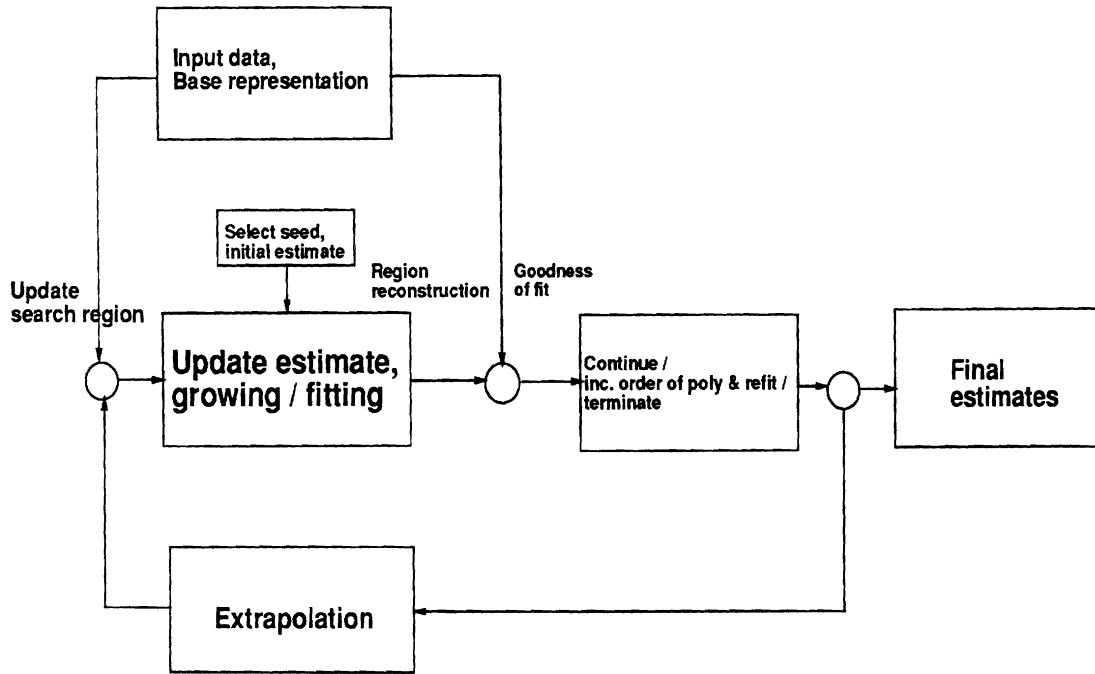 Input data,
Base representation
Select seed,
initial estimate
Update
search region
Region
reconstruction
Goodness
of fit
Update estimate,
growing / fitting
Continue /
inc. order of poly & refit /
terminate
Final
estimates
Extrapolation